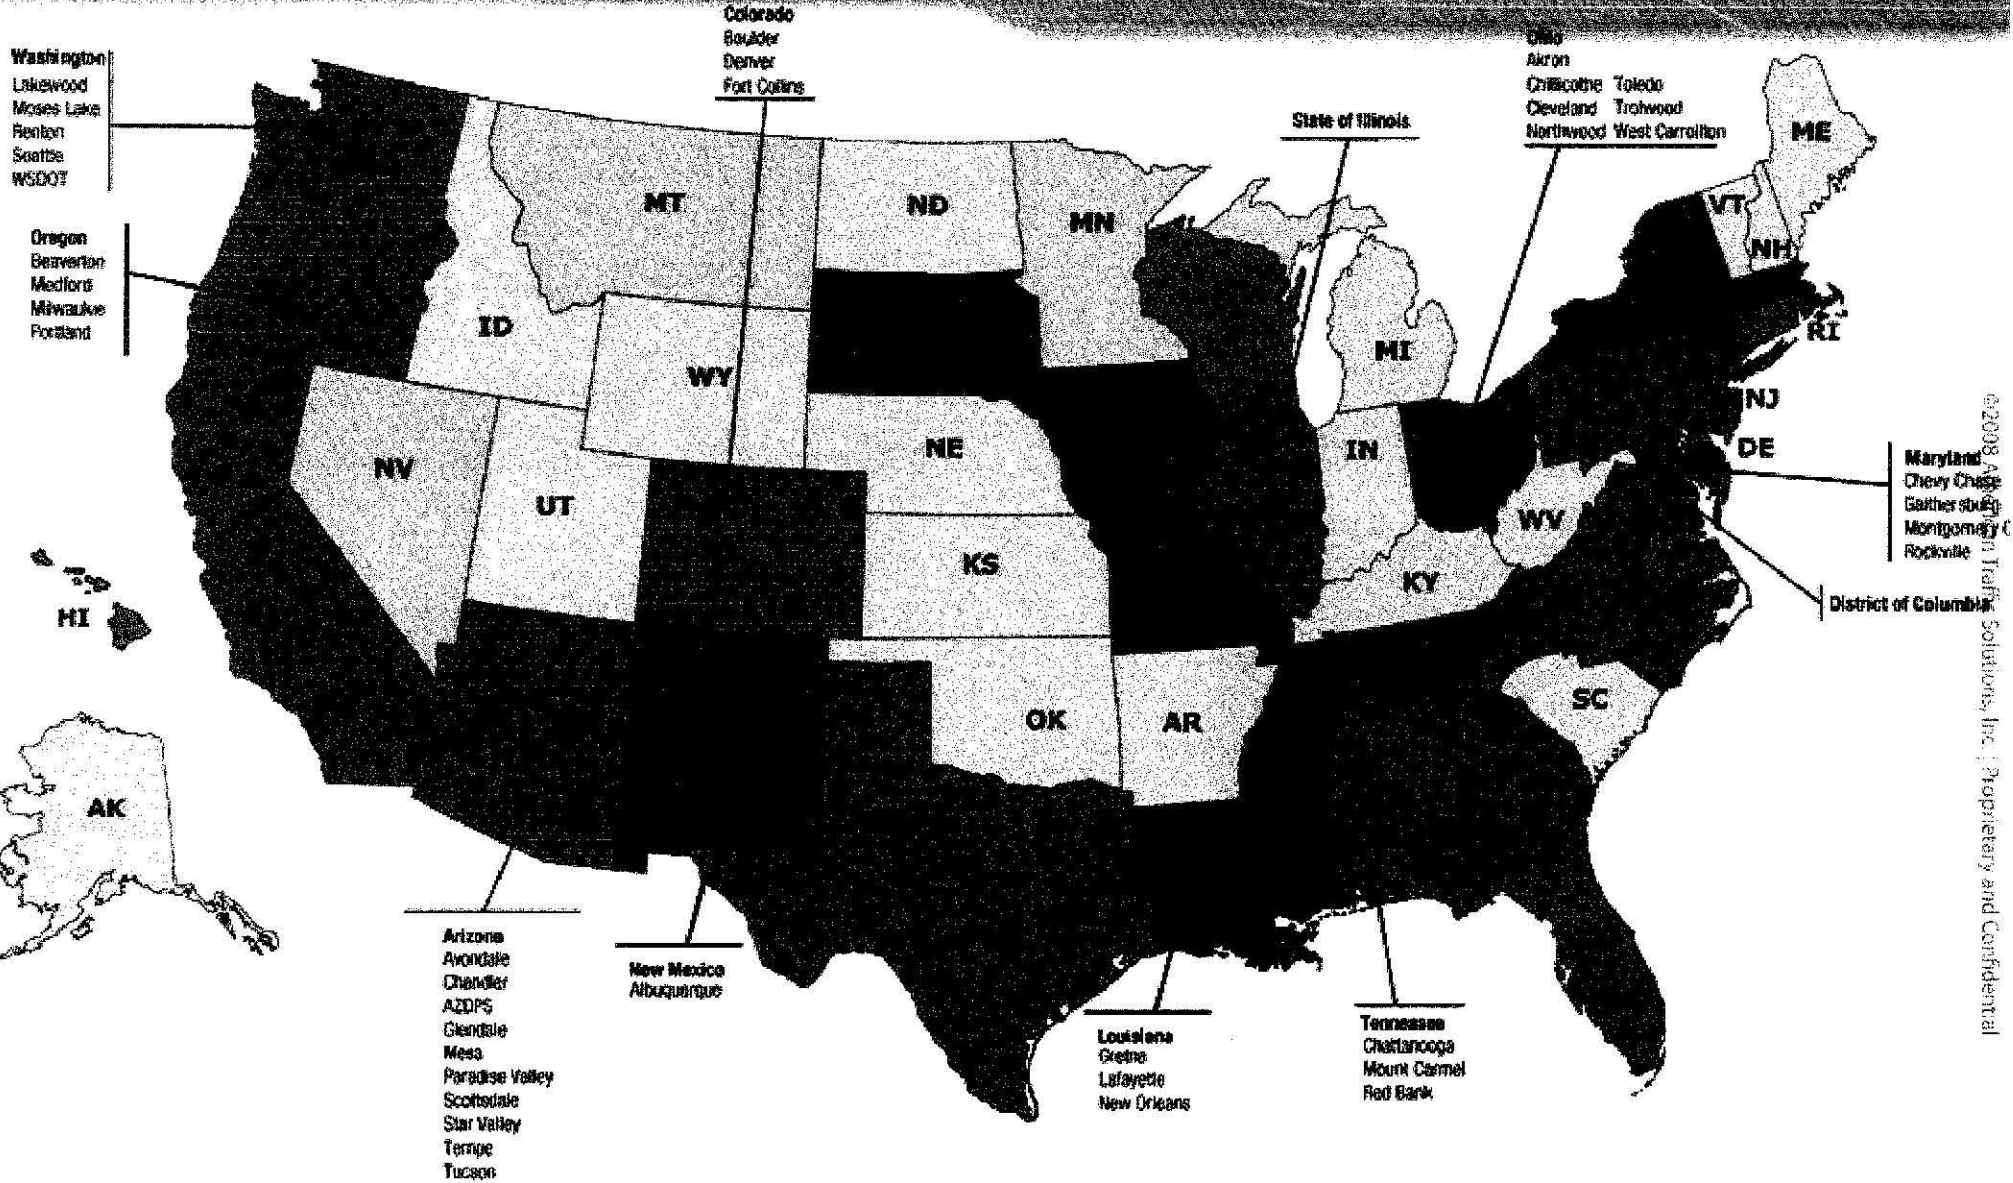 Colorado
Boulder
Denver
Fort Collins
Washington
Lakewood
Moses Lake
Renton
Seattle
WSDOT
Oregon
Beaverton
Medford
Milwaukie
Portland
State of Illinois
Ohio
Akron
Chillicothe Toledo
Cleveland Trotwood
Northwood West Carrollton
ME
VT
NH
MT
ND
MN
ID
WY
MI
RI
NJ
DE
NV
UT
NE
IN
WV
KS
KY
HI
OK
AR
SC
AK
Maryland
Chevy Chase
Gaithersburg
Montgomery C
Rockville
District of Columbia
Arizona
Avondale
Chandler
AZDPS
Glendale
Mesa
Paradise Valley
Scottsdale
Star Valley
Tempe
Tucson
New Mexico
Albuquerque
Louisiana
Gretna
Lafayette
New Orleans
Tennessee
Chattanooga
Mount Carmel
Red Bank
©2008 American Traffic Solutions, Inc. | Proprietary and Confidential